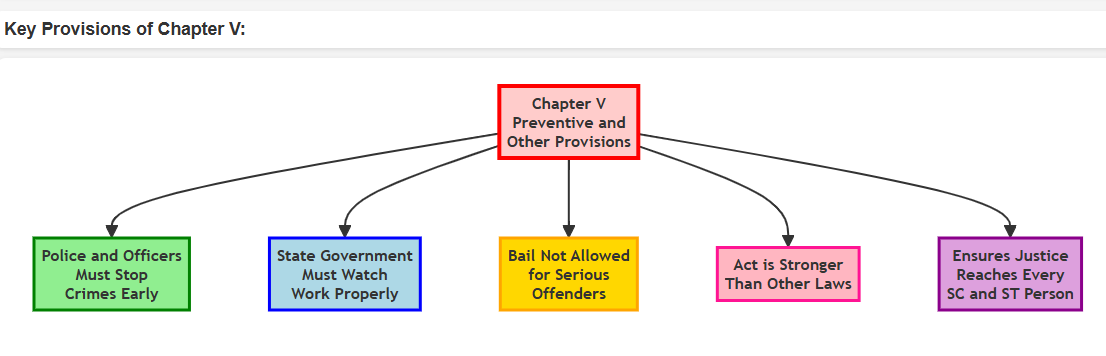 Key Provisions of Chapter V:
Chapter V
Preventive and
Other Provisions
Police and Officers
Must Stop
Crimes Early
State Government
Must Watch
Work Properly
Bail Not Allowed
for Serious
Offenders
Act is Stronger
Than Other Laws
Ensures Justice
Reaches Every
SC and ST Person